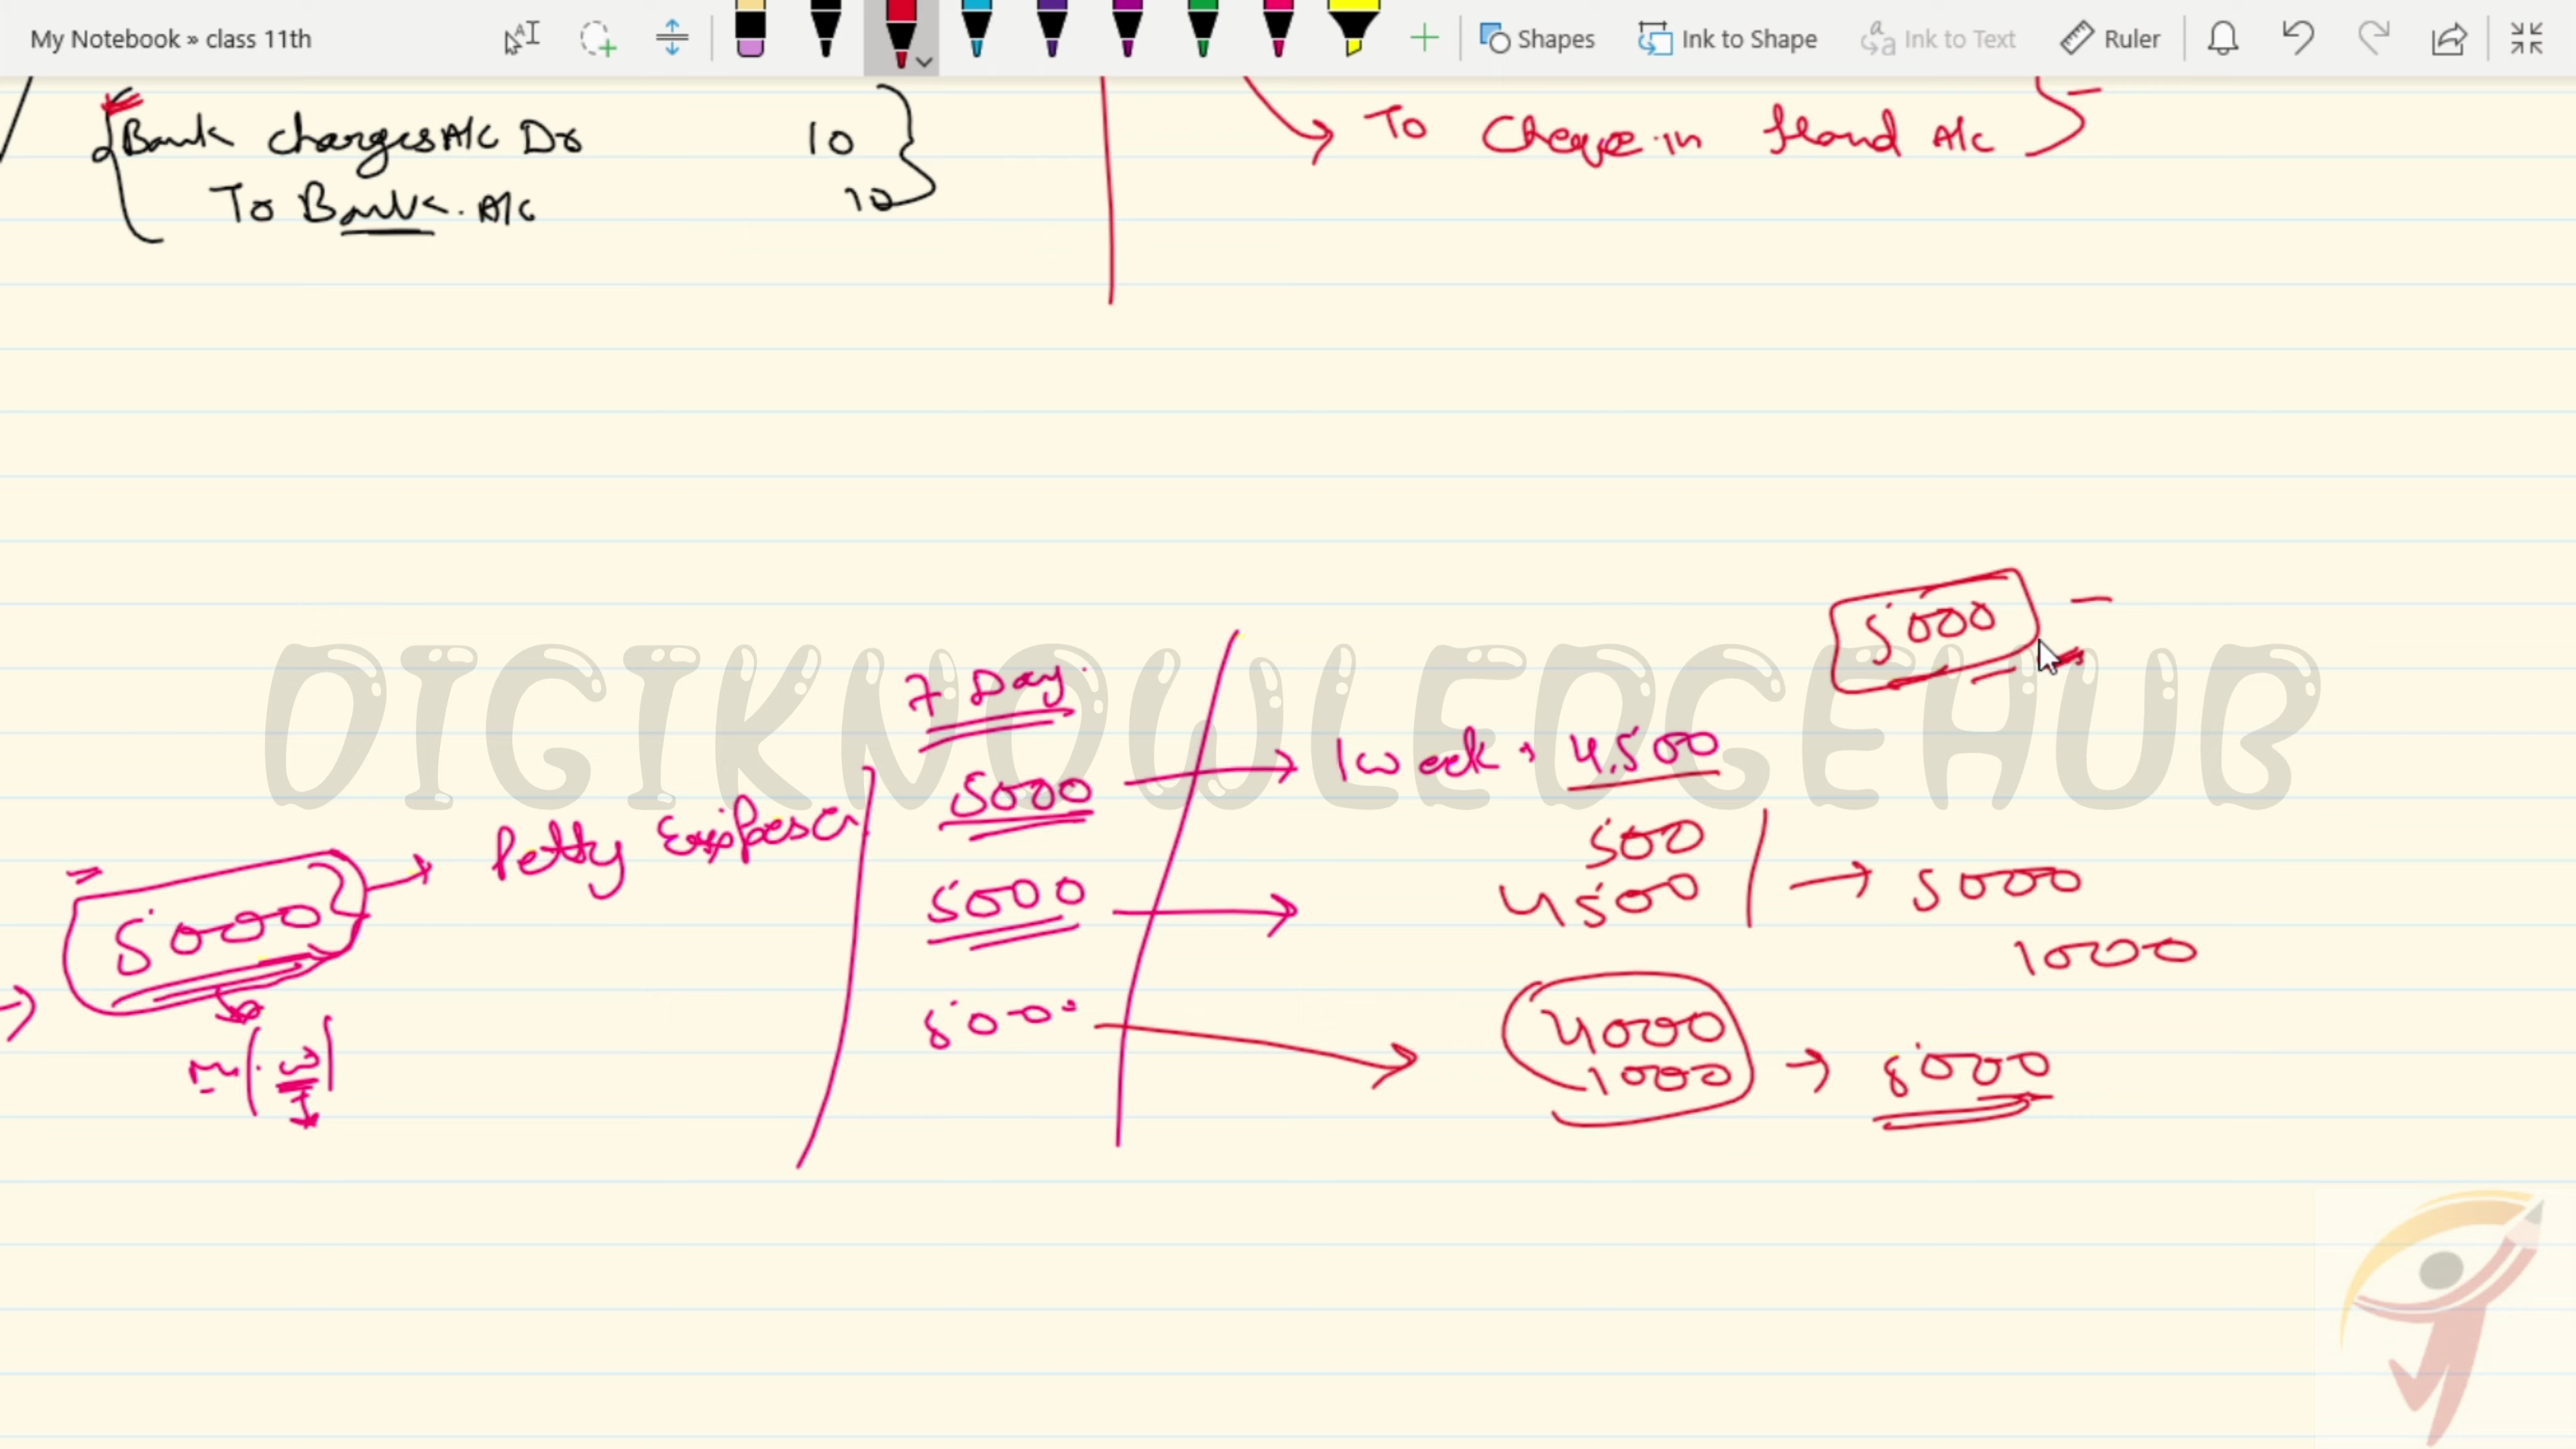 My Notebook » class 11th
Shapes
Ink to Shape
Ink to Text
Ruler
Bank charges A/c Dr 10
To Bank A/c 10
To Cheque in Hand A/c
5000
7 Day
1 week, 4,500
5000
Petty
500
5000
4500 → 5000
5000
1000
4000
5000
1000 → 5000
DIGIKNOWLEDGEHUB